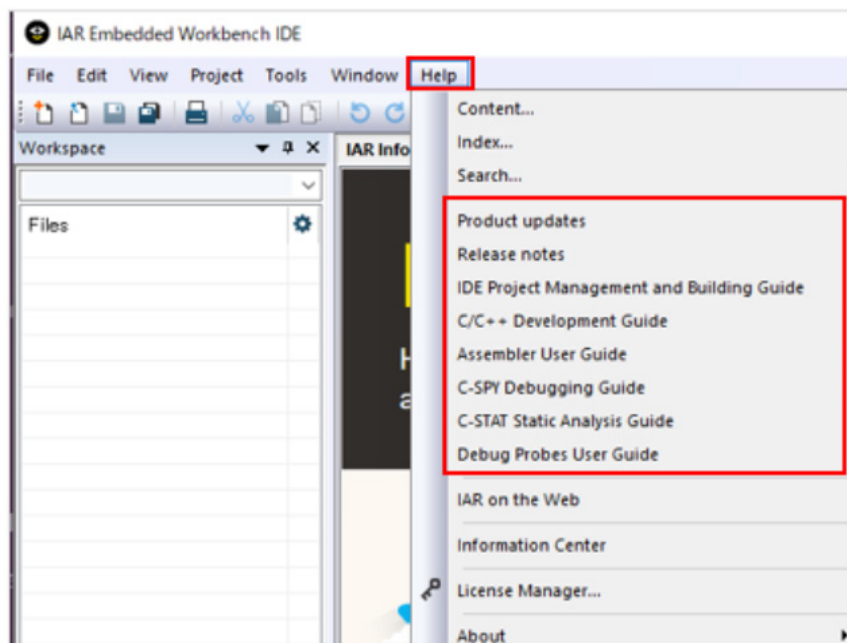 IAR Embedded Workbench IDE
File Edit View Project Tools Window Help
Workspace
IAR Info
Files
Content...
Index...
Search...
Product updates
Release notes
IDE Project Management and Building Guide
C/C++ Development Guide
Assembler User Guide
C-SPY Debugging Guide
C-STAT Static Analysis Guide
Debug Probes User Guide
IAR on the Web
Information Center
License Manager...
About